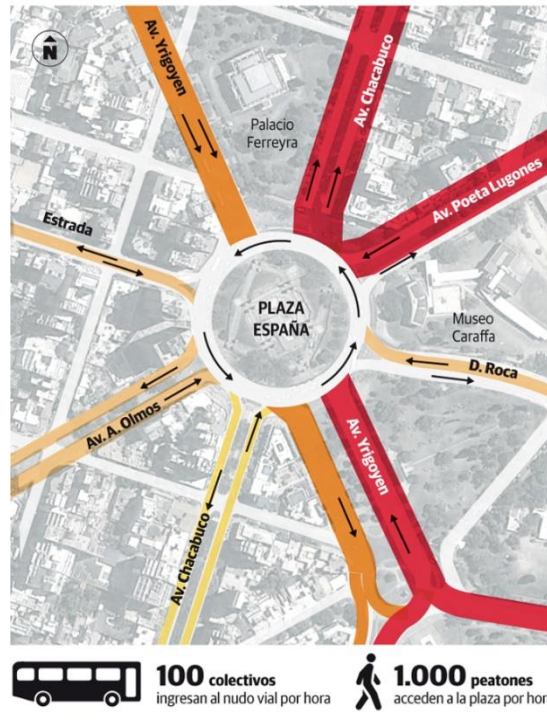 N
Av. Yrigoyen
Av. Chacabuco
Palacio
Ferreyra
Av. Poeta Lugones
Estrada
PLAZA
ESPAÑA
Museo
Caraffa
D. Roca
Av. A. Olmos
Av. Chacabuco
Av. Yrigoyen
100 colectivos
ingresan al nudo vial por hora
1.000 peatones
acceden a la plaza por hor